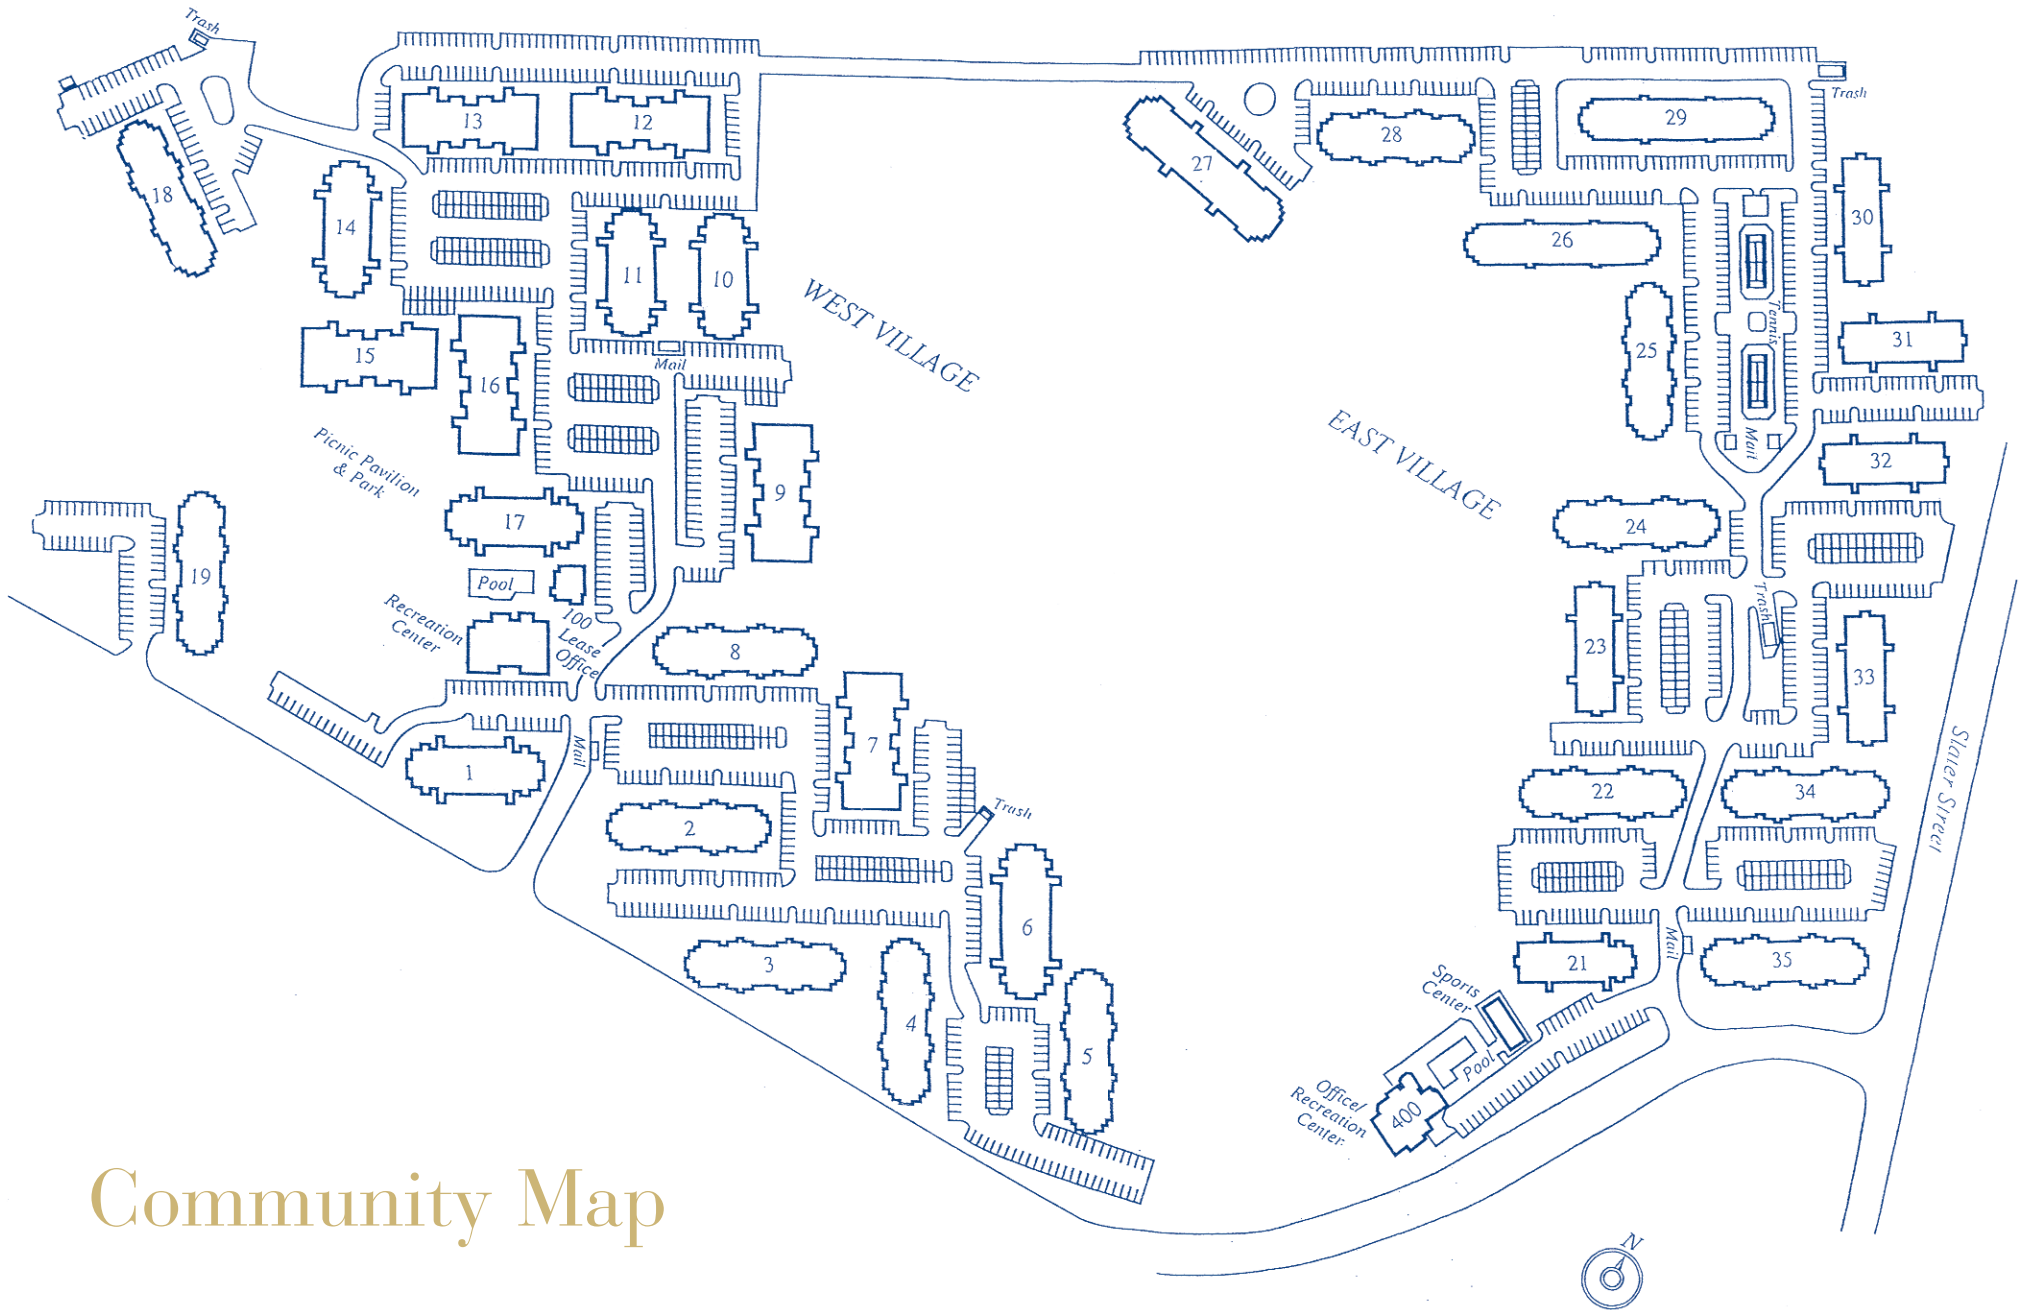 Trash
13
12
18
14
11
10
15
16
Mail
WEST VILLAGE
Picnic Pavilion
& Park
9
17
19
Pool
Recreation
Center
100
Lease
Office
8
1
Mail
7
2
Trash
3
6
4
5
27
28
29
Trash
30
26
Tennis
31
25
EAST VILLAGE
Mail
32
24
Trash
23
33
Slater Street
22
34
21
Mail
35
Sports
Center
Pool
Office/
Recreation
Center
400
Community Map
N